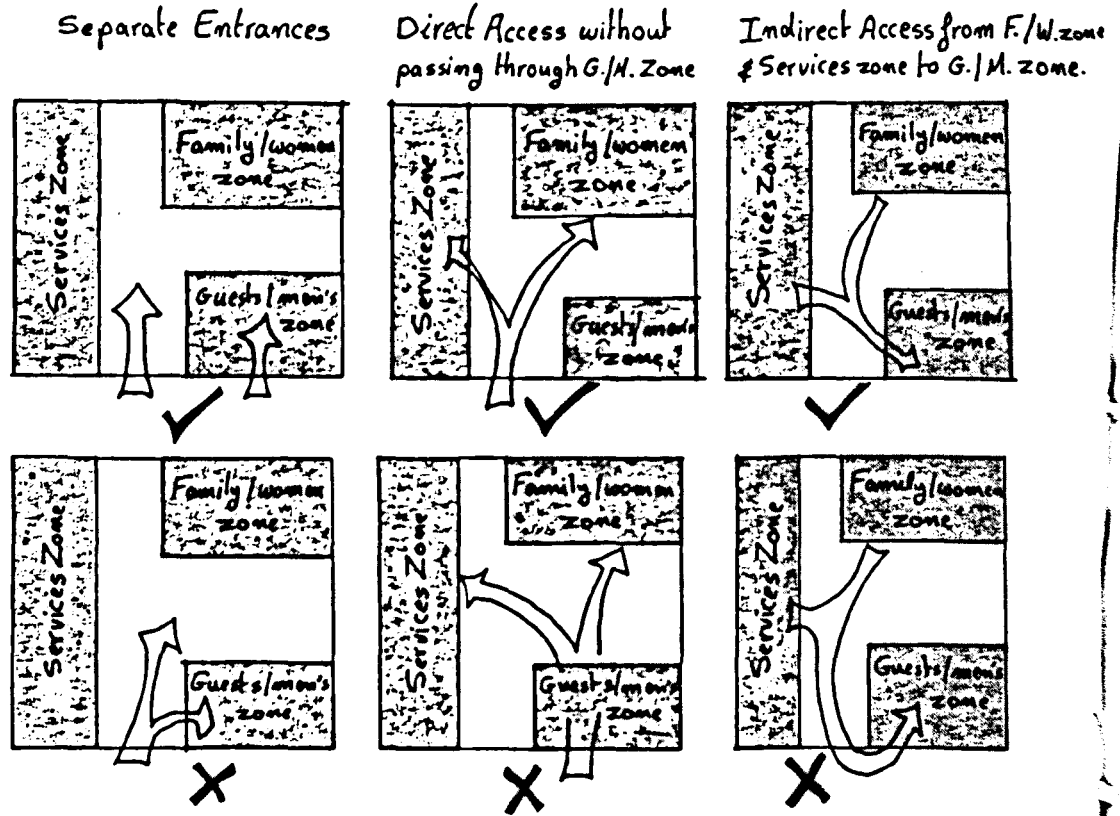 Separate Entrances
Direct Access without
passing through G./M. Zone
Indirect Access from F./W. zone
& Services zone to G./M. zone.
Services Zone
Family/women
zone
Guests/men's
zone
Services Zone
Family/women
zone
Guests/men's
zone
Services Zone
Family/women
zone
Guests/men's
zone
Services Zone
Family/women
zone
Guests/men's
zone
Services Zone
Family/women
zone
Guests/men's
zone
Services Zone
Family/women
zone
Guests/men's
zone